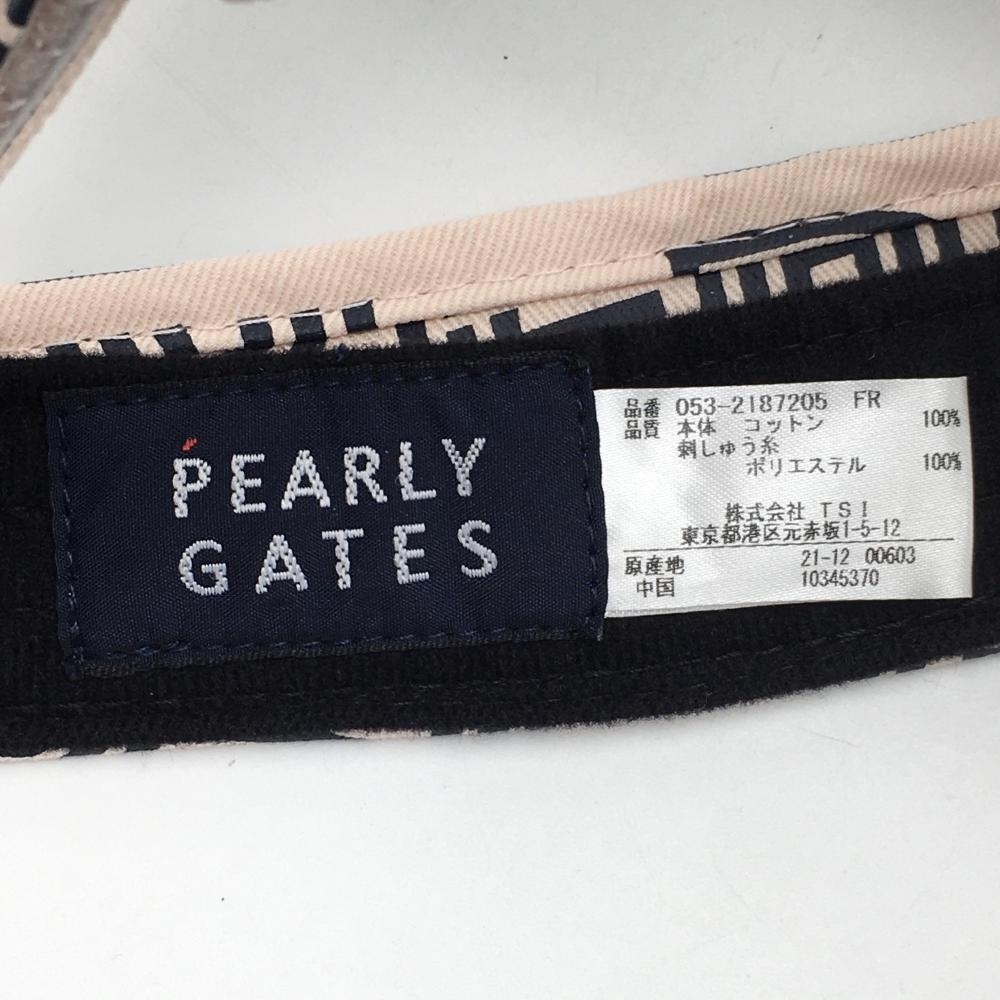 PEARLY
GATES
品番 053-2187205 FR
品質 本体 コットン 100%
刺しゅう糸
ポリエステル 100%
株式会社 TSI
東京都港区元赤坂1-5-12
原産地 21-12 00603
中国 10345370